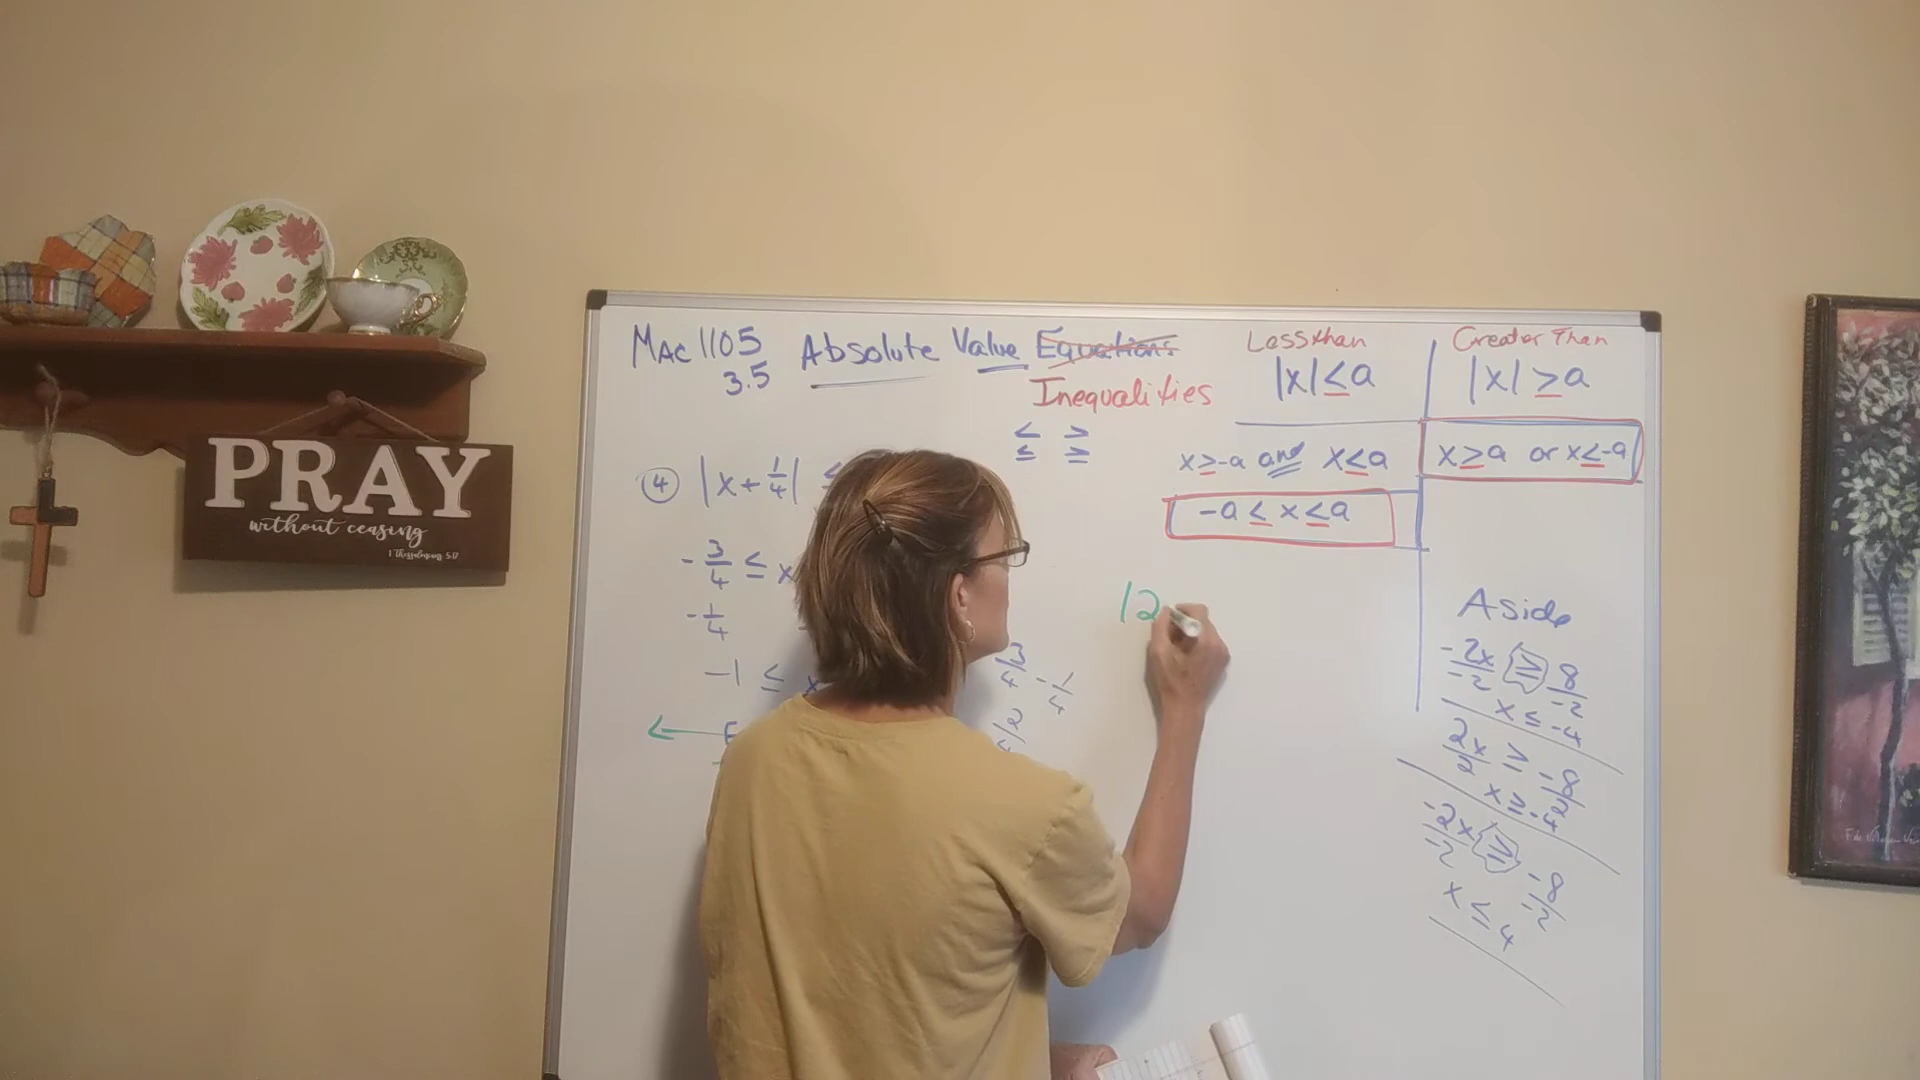 MAC 1105 Absolute Value Equations
3.5
Inequalities
< >
≤ ≥
Less than
|x| ≤ a
x ≥ -a and x ≤ a
-a ≤ x ≤ a
Greater Than
|x| ≥ a
x ≥ a or x ≤ -a
④ |x + 1/4| ≤
- 3/4 ≤ x
- 1/4
-1 ≤ x
3/4 - 1/4
|2
Aside
-2x/-2 ≥ 8/-2
x ≤ -4
2x/2 ≥ -8/2
x ≥ -4
-2x/-2 ≥ -8/-2
x ≤ 4
PRAY
without ceasing
1 Thessalonians 5:17